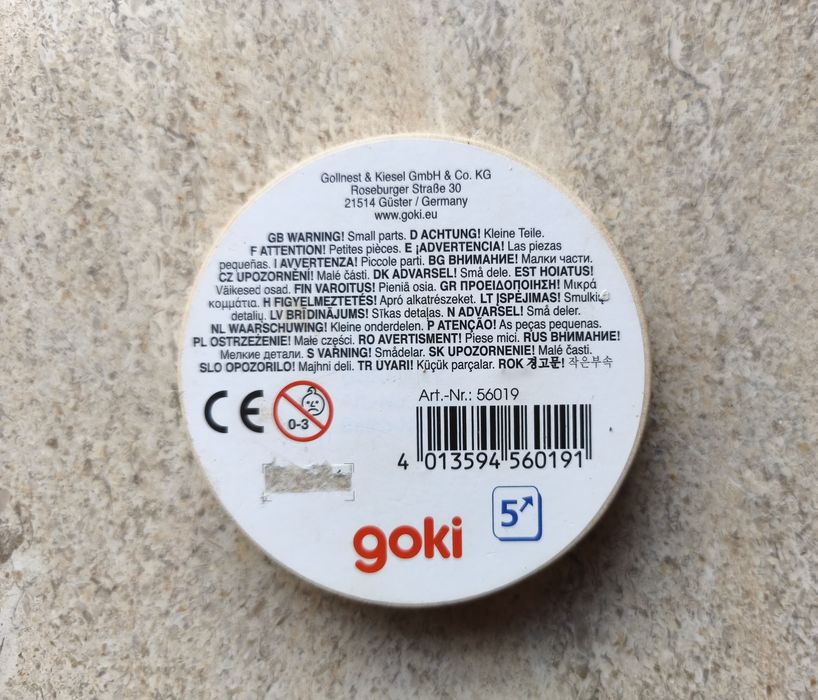 Gollnest & Kiesel GmbH & Co. KG
Roseburger Straße 30
21514 Güster / Germany
www.goki.eu
GB WARNING! Small parts. D ACHTUNG! Kleine Teile.
F ATTENTION! Petites pièces. E ¡ADVERTENCIA! Las piezas
pequeñas. I AVVERTENZA! Piccole parti. BG ВНИМАНИЕ! Малки части.
CZ UPOZORNĚNÍ! Malé části. DK ADVARSEL! Små dele. EST HOIATUS!
Väikesed osad. FIN VAROITUS! Pieniä osia. GR ΠΡΟΕΙΔΟΠΟΙΗΣΗ! Μικρά
κομμάτια. H FIGYELMEZTETÉS! Apró alkatrészeket. LT ĮSPĖJIMAS! Smulkių
detalių. LV BRĪDINĀJUMS! Sīkas detaļas. N ADVARSEL! Små deler.
NL WAARSCHUWING! Kleine onderdelen. P ATENÇÃO! As peças pequenas.
PL OSTRZEŻENIE! Małe części. RO AVERTISMENT! Piese mici. RUS ВНИМАНИЕ!
Мелкие детали. S VARNING! Smådelar. SK UPOZORNENIE! Malé časti.
SLO OPOZORILO! Majhni deli. TR UYARI! Küçük parçalar. ROK 경고문! 작은부속
CE
0-3
Art.-Nr.: 56019
4 013594 560191
5
goki